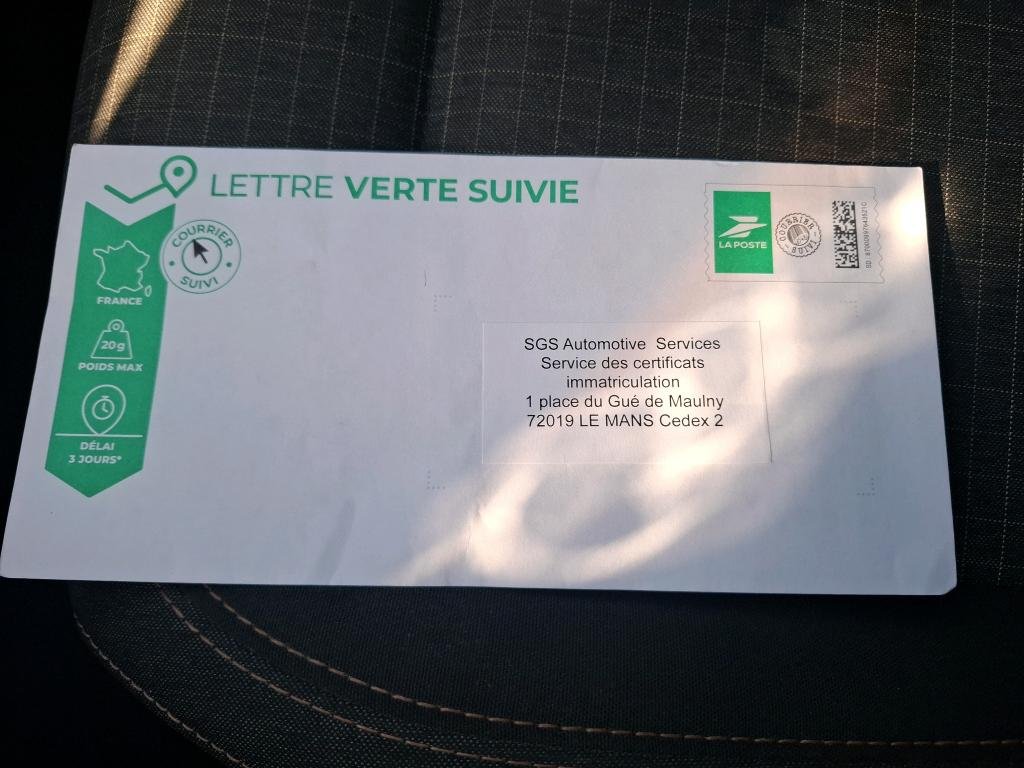 LETTRE VERTE SUIVIE
COURRIER
SUIVI
FRANCE
20g
POIDS MAX
DÉLAI
3 JOURS*
LA POSTE
COURRIER
SGS Automotive Services
Service des certificats
immatriculation
1 place du Gué de Maulny
72019 LE MANS Cedex 2